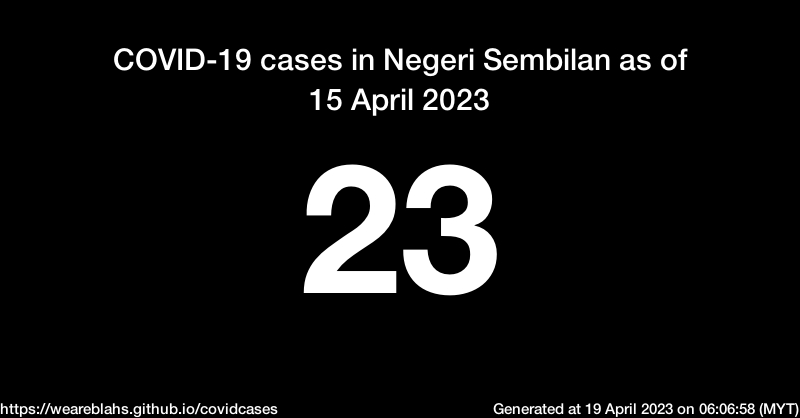 COVID-19 cases in Negeri Sembilan as of
15 April 2023
23
https://weareblahs.github.io/covidcases
Generated at 19 April 2023 on 06:06:58 (MYT)